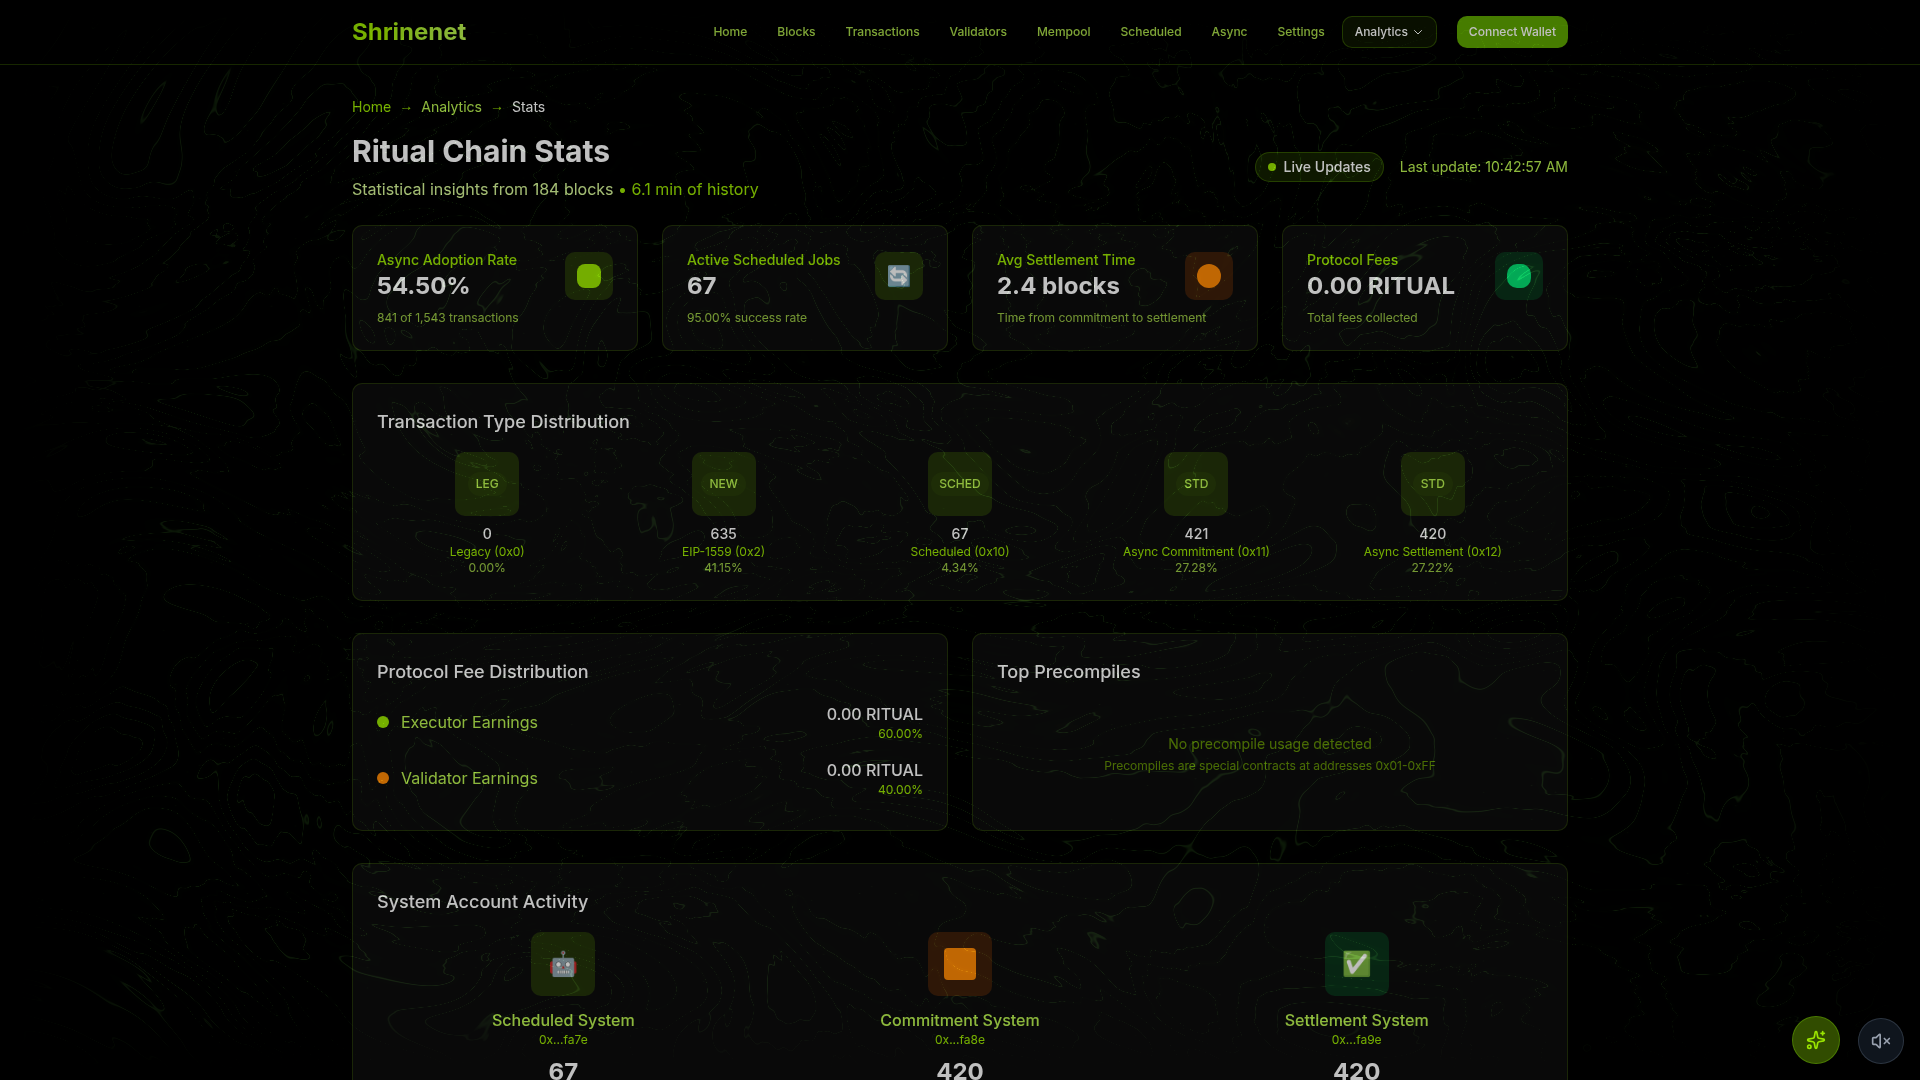 Shrinenet
Home Blocks Transactions Validators Mempool Scheduled Async Settings Analytics Connect Wallet
Home → Analytics → Stats
Ritual Chain Stats
Statistical insights from 184 blocks • 6.1 min of history
Live Updates
Last update: 10:42:57 AM
Async Adoption Rate
54.50%
841 of 1,543 transactions
Active Scheduled Jobs
67
95.00% success rate
Avg Settlement Time
2.4 blocks
Time from commitment to settlement
Protocol Fees
0.00 RITUAL
Total fees collected
Transaction Type Distribution
LEG
0
Legacy (0x0)
0.00%
NEW
635
EIP-1559 (0x2)
41.15%
SCHED
67
Scheduled (0x10)
4.34%
STD
421
Async Commitment (0x11)
27.28%
STD
420
Async Settlement (0x12)
27.22%
Protocol Fee Distribution
Executor Earnings
0.00 RITUAL
60.00%
Validator Earnings
0.00 RITUAL
40.00%
Top Precompiles
No precompile usage detected
Precompiles are special contracts at addresses 0x01-0xFF
System Account Activity
Scheduled System
0x...fa7e
67
Commitment System
0x...fa8e
420
Settlement System
0x...fa9e
420